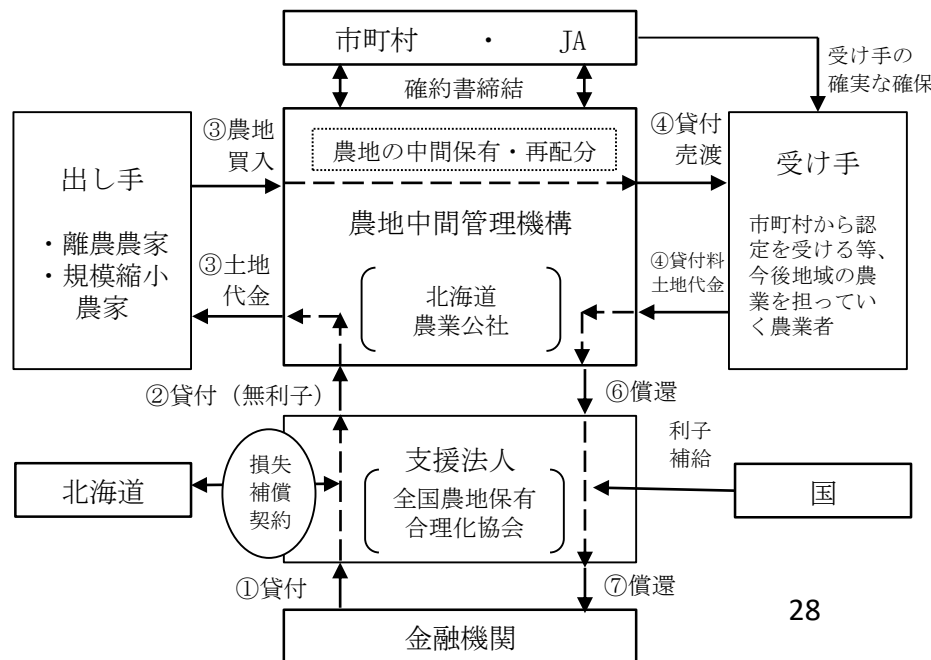 市町村 ・ JA
受け手の
確実な確保
確約書締結
③農地
買入
農地の中間保有・再配分
④貸付
売渡
出し手
・離農農家
・規模縮小
農家
受け手
市町村から認
定を受ける等、
今後地域の農
業を担ってい
く農業者
農地中間管理機構
③土地
代金
北海道
農業公社
④貸付料
土地代金
②貸付（無利子）
⑥償還
利子
補給
支援法人
全国農地保有
合理化協会
北海道
損失
補償
契約
国
①貸付
⑦償還
金融機関
28